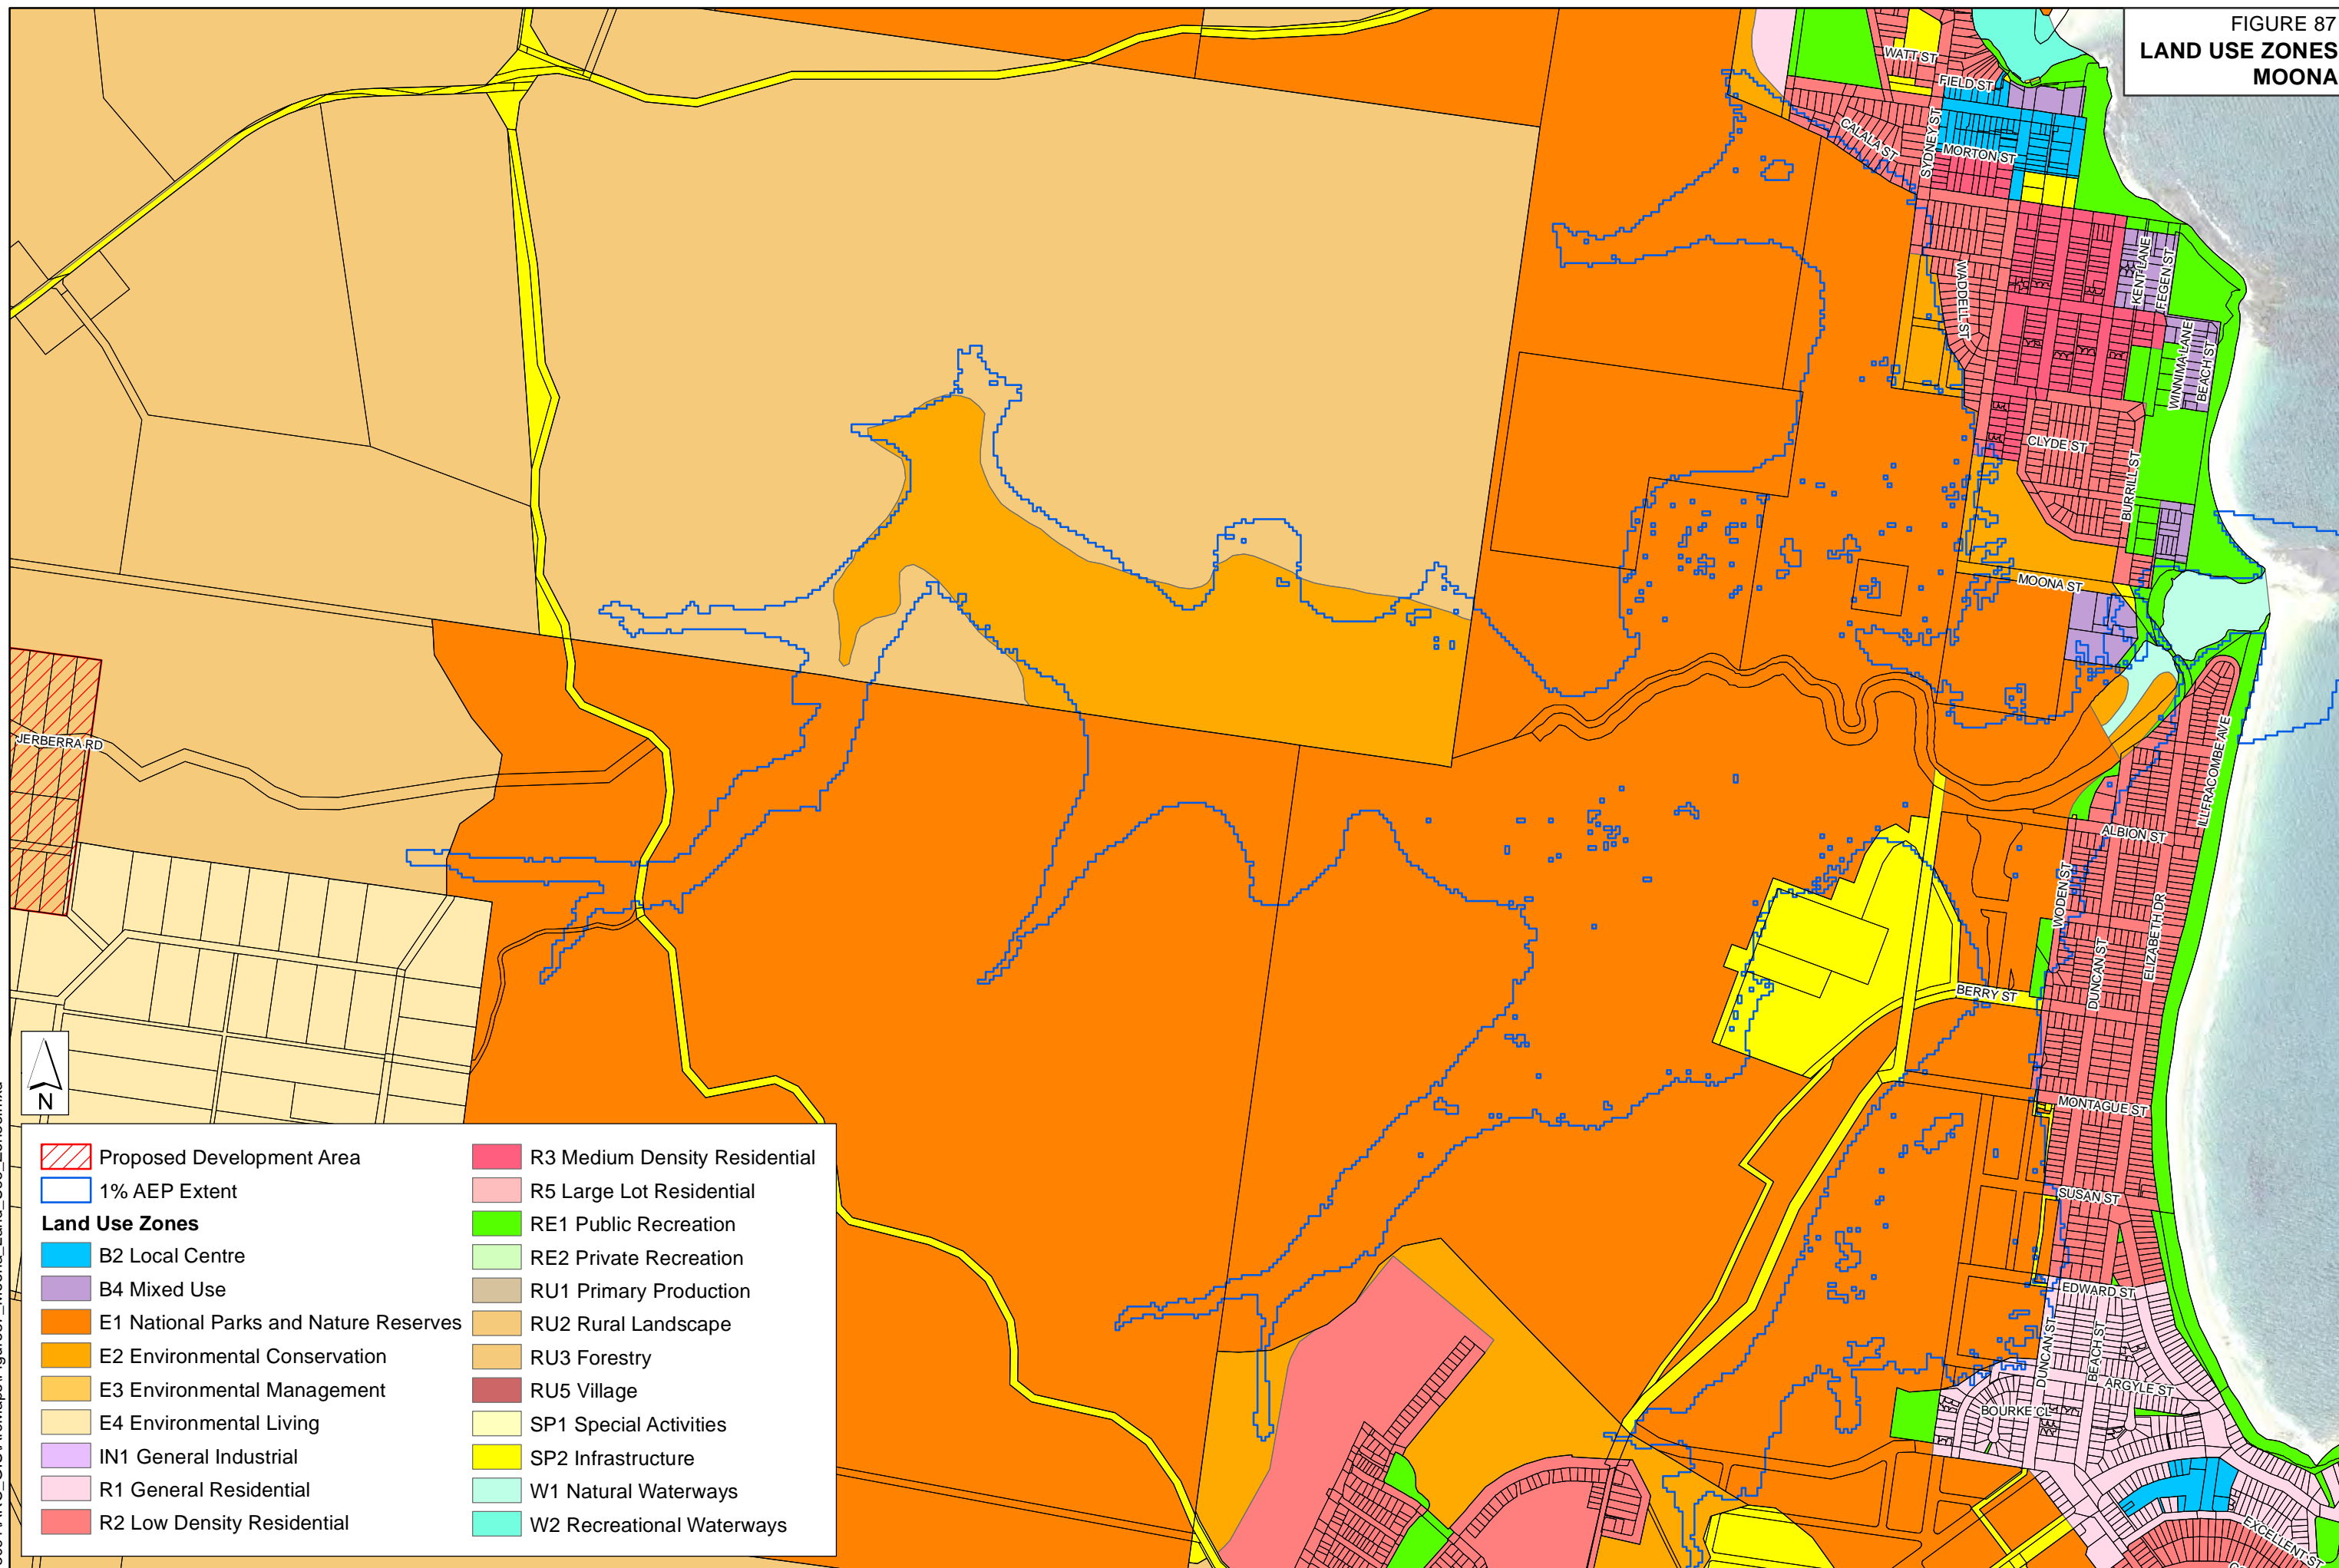 FIGURE 87
LAND USE ZONES
MOONA
WATT ST
FIELD ST
CALALA ST
SYDNEY ST
MORTON ST
WADDELL ST
KENT LANE
FEGEN ST
WINNIMA LANE
BEACH ST
CLYDE ST
BURRILL ST
MOONA ST
JERBERRA RD
ILFRACOMBE AVE
ALBION ST
WODEN ST
ELIZABETH DR
DUNCAN ST
BERRY ST
MONTAGUE ST
SUSAN ST
EDWARD ST
DUNCAN ST
BEACH ST
ARGYLE ST
BOURKE CL
EXCELLENT ST
N
Proposed Development Area
1% AEP Extent
Land Use Zones
B2 Local Centre
B4 Mixed Use
E1 National Parks and Nature Reserves
E2 Environmental Conservation
E3 Environmental Management
E4 Environmental Living
IN1 General Industrial
R1 General Residential
R2 Low Density Residential
R3 Medium Density Residential
R5 Large Lot Residential
RE1 Public Recreation
RE2 Private Recreation
RU1 Primary Production
RU2 Rural Landscape
RU3 Forestry
RU5 Village
SP1 Special Activities
SP2 Infrastructure
W1 Natural Waterways
W2 Recreational Waterways